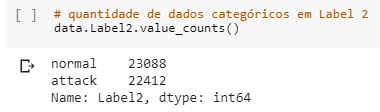 [ ] # quantidade de dados categóricos em Label 2
data.Label2.value_counts()
normal    23088
attack    22412
Name: Label2, dtype: int64